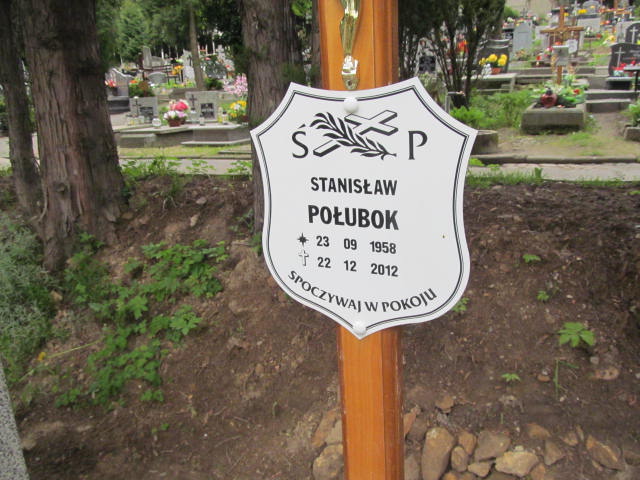 Ś P
STANISŁAW
POŁUBOK
23 09 1958
22 12 2012
SPOCZYWAJ W POKOJU